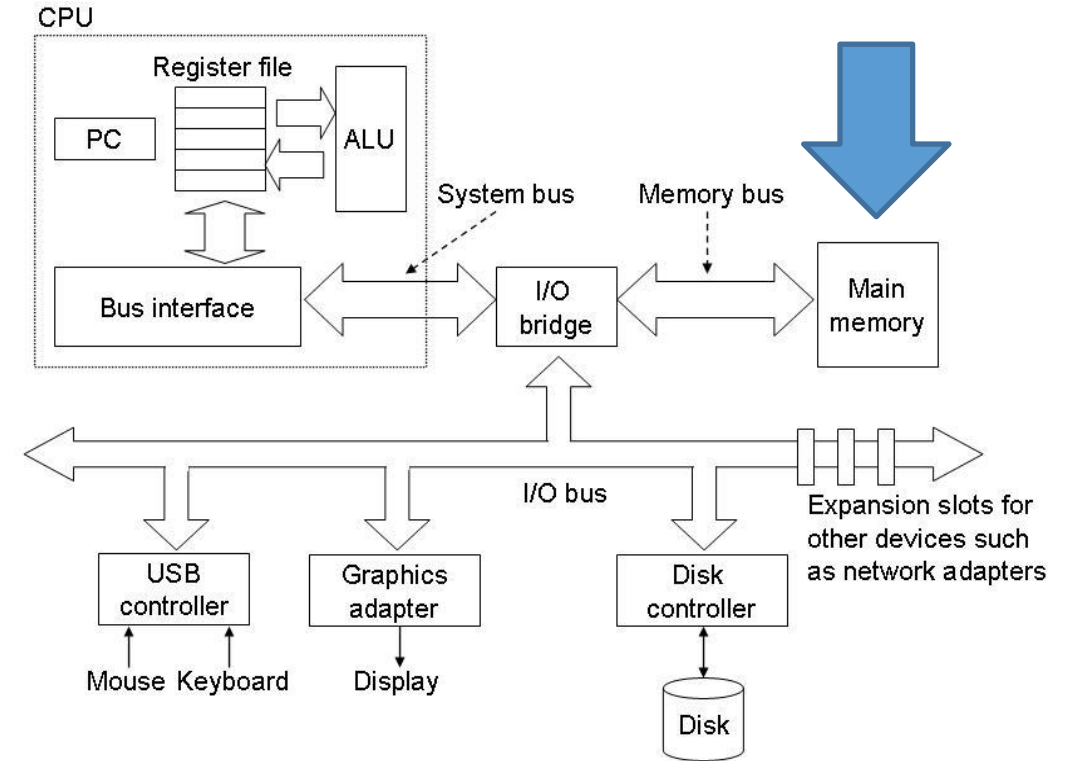 CPU
Register file
PC
ALU
System bus
Memory bus
Bus interface
I/O
bridge
Main
memory
I/O bus
Expansion slots for
other devices such
as network adapters
USB
controller
Graphics
adapter
Disk
controller
Mouse Keyboard
Display
Disk